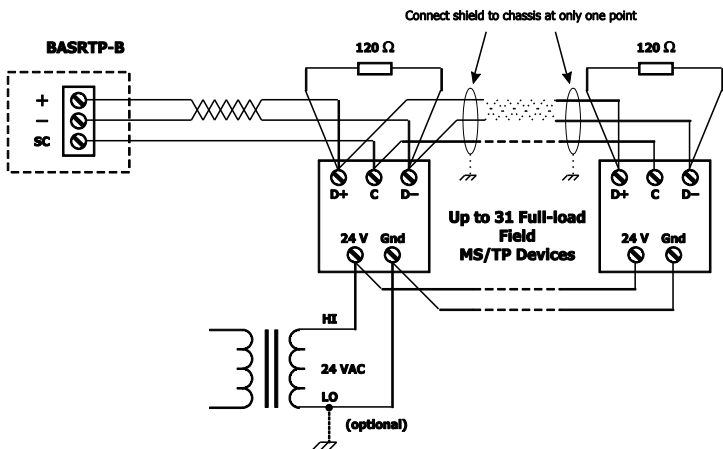 Connect shield to chassis at only one point
BASRTP-B
120 Ω
120 Ω
+
−
SC
D+ C D−
D+ C D−
Up to 31 Full-load
Field
MS/TP Devices
24 V Gnd
24 V Gnd
HI
24 VAC
LO
(optional)